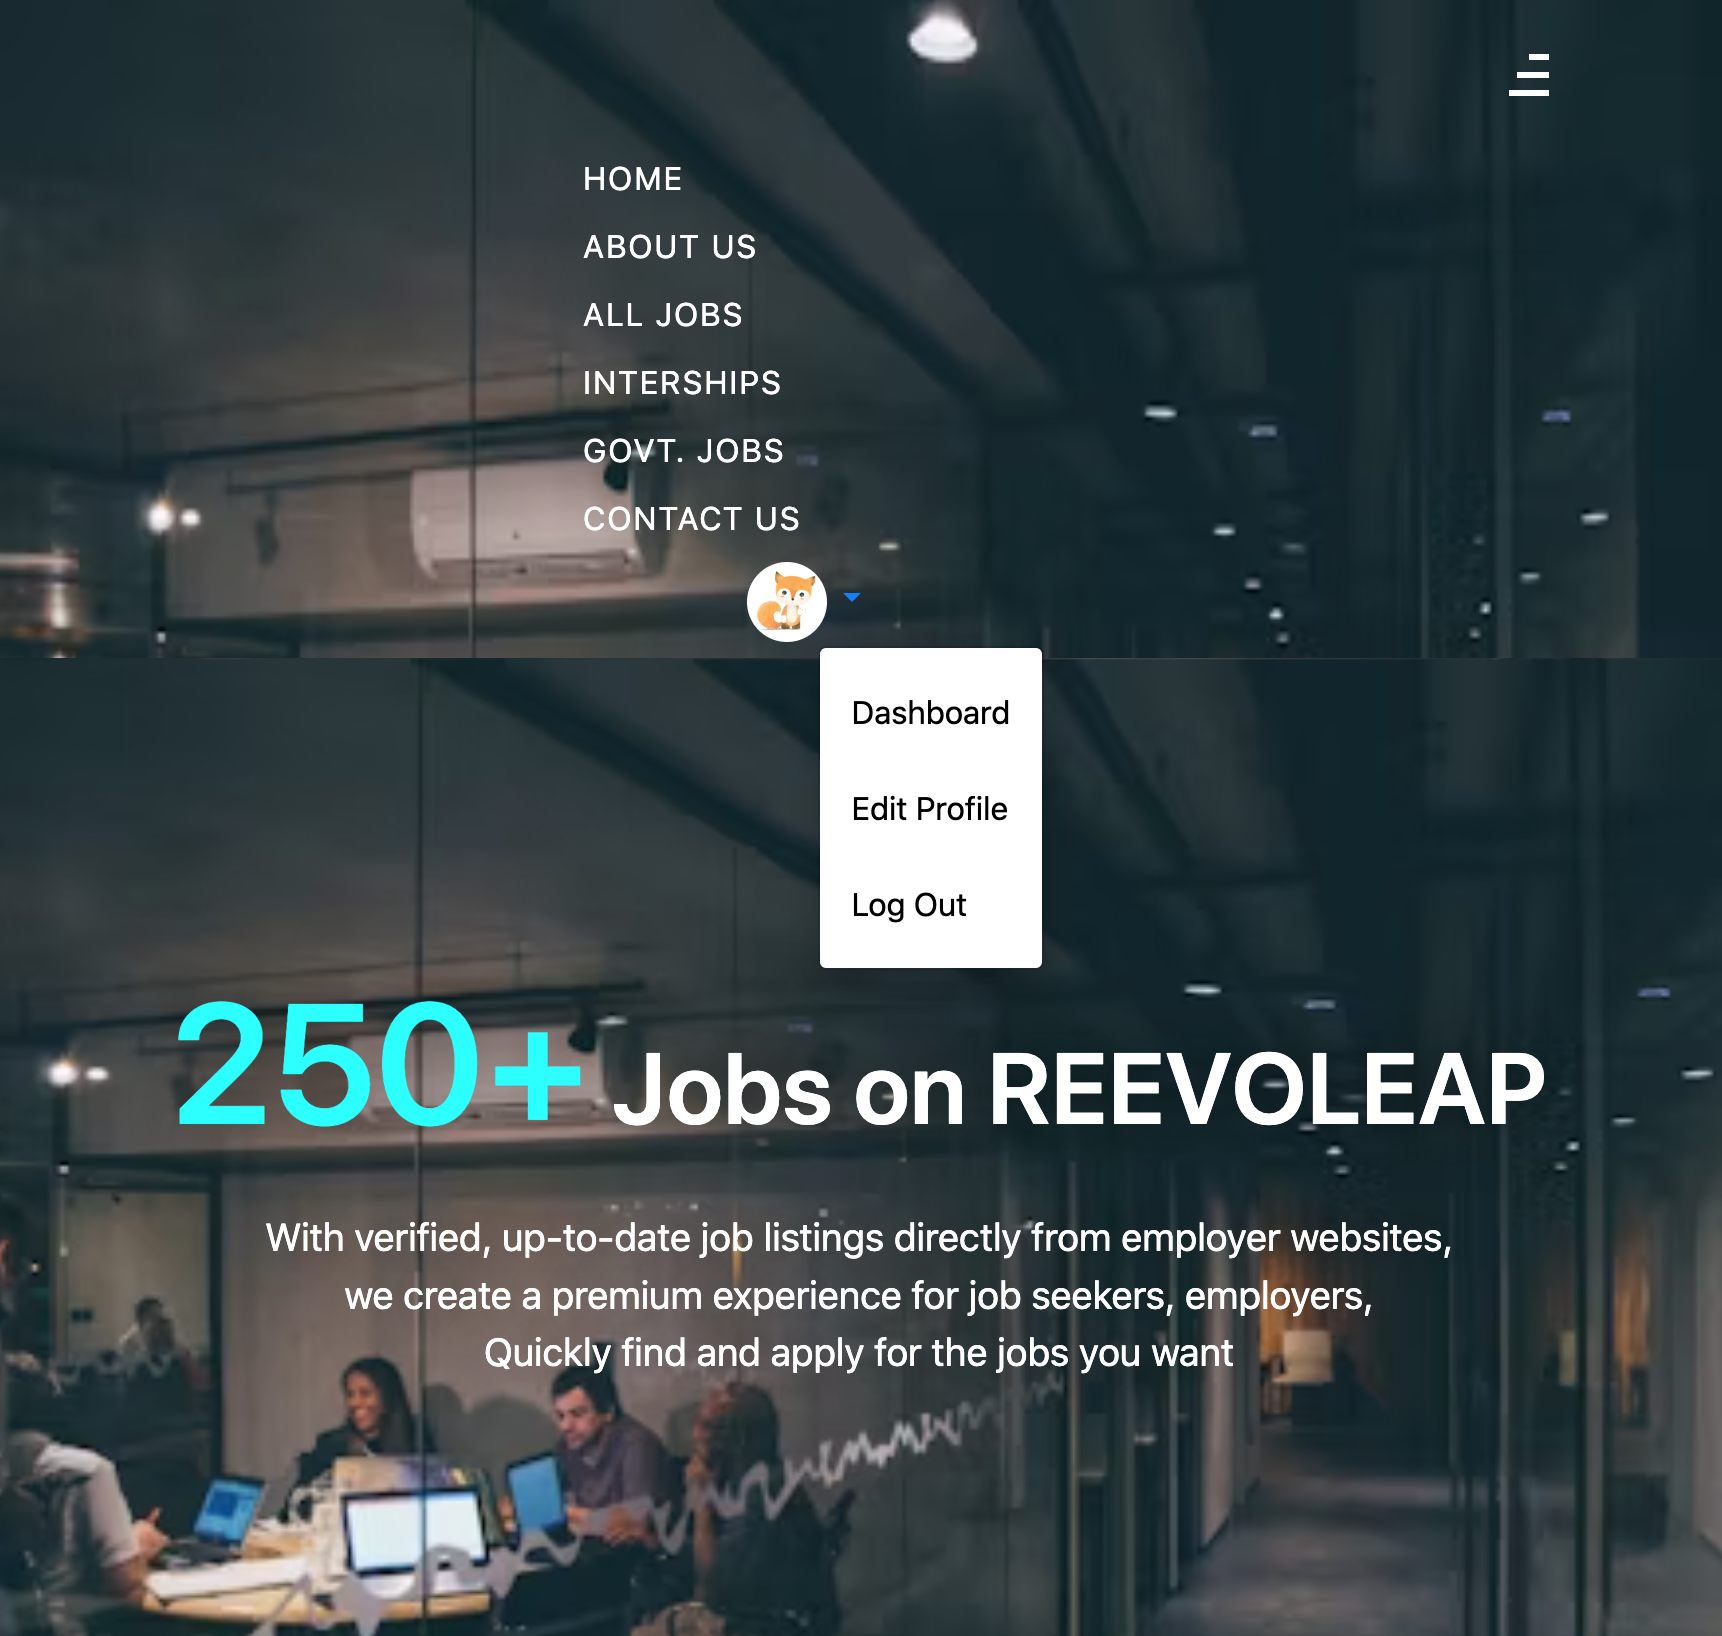 HOME
ABOUT US
ALL JOBS
INTERSHIPS
GOVT. JOBS
CONTACT US
Dashboard
Edit Profile
Log Out
250+ Jobs on REEVOLEAP
With verified, up-to-date job listings directly from employer websites,
we create a premium experience for job seekers, employers,
Quickly find and apply for the jobs you want